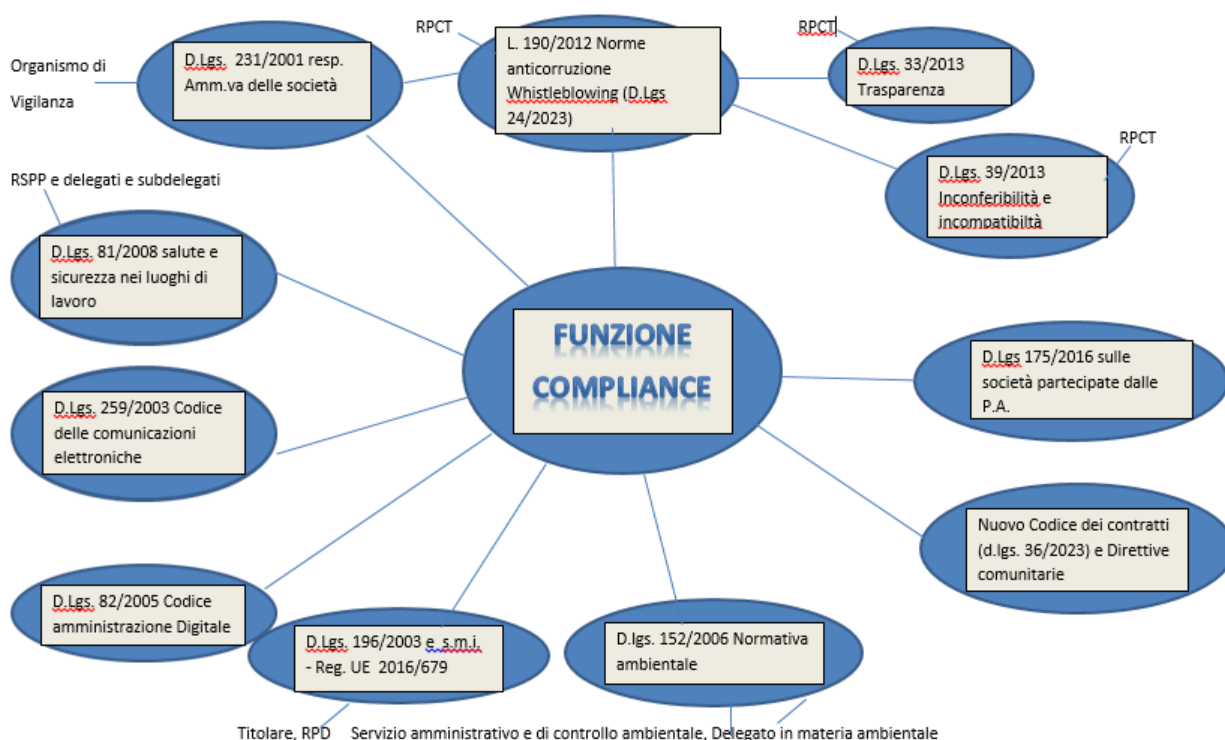 RPCT
RPCT
Organismo di
Vigilanza
D.Lgs. 231/2001 resp.
Amm.va delle società
L. 190/2012 Norme
anticorruzione
Whistleblowing (D.Lgs
24/2023)
D.Lgs. 33/2013
Trasparenza
RPCT
D.Lgs. 39/2013
Inconferibilità e
incompatibiltà
RSPP e delegati e subdelegati
D.Lgs. 81/2008 salute e
sicurezza nei luoghi di
lavoro
FUNZIONE
COMPLIANCE
D.Lgs 175/2016 sulle
società partecipate dalle
P.A.
D.Lgs. 259/2003 Codice
delle comunicazioni
elettroniche
Nuovo Codice dei contratti
(d.lgs. 36/2023) e Direttive
comunitarie
D.Lgs. 82/2005 Codice
amministrazione Digitale
D.Lgs. 196/2003 e s.m.i.
- Reg. UE 2016/679
D.lgs. 152/2006 Normativa
ambientale
Titolare, RPD
Servizio amministrativo e di controllo ambientale, Delegato in materia ambientale